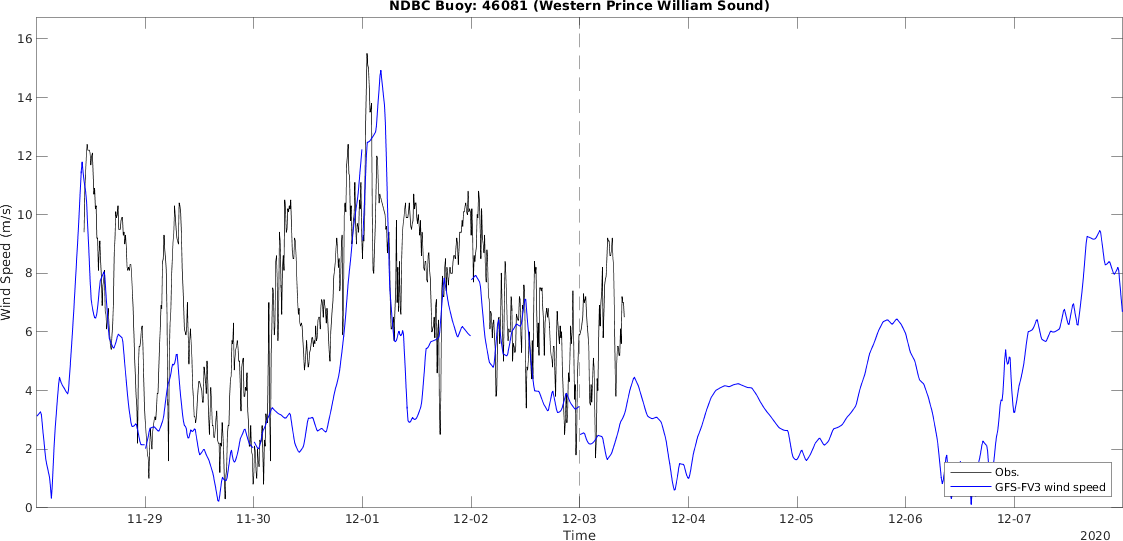 NDBC Buoy: 46081 (Western Prince William Sound)
16
14
12
10
8
6
4
2
0
Wind Speed (m/s)
Obs.
GFS-FV3 wind speed
11-29 11-30 12-01 12-02 12-03 12-04 12-05 12-06 12-07
Time
2020